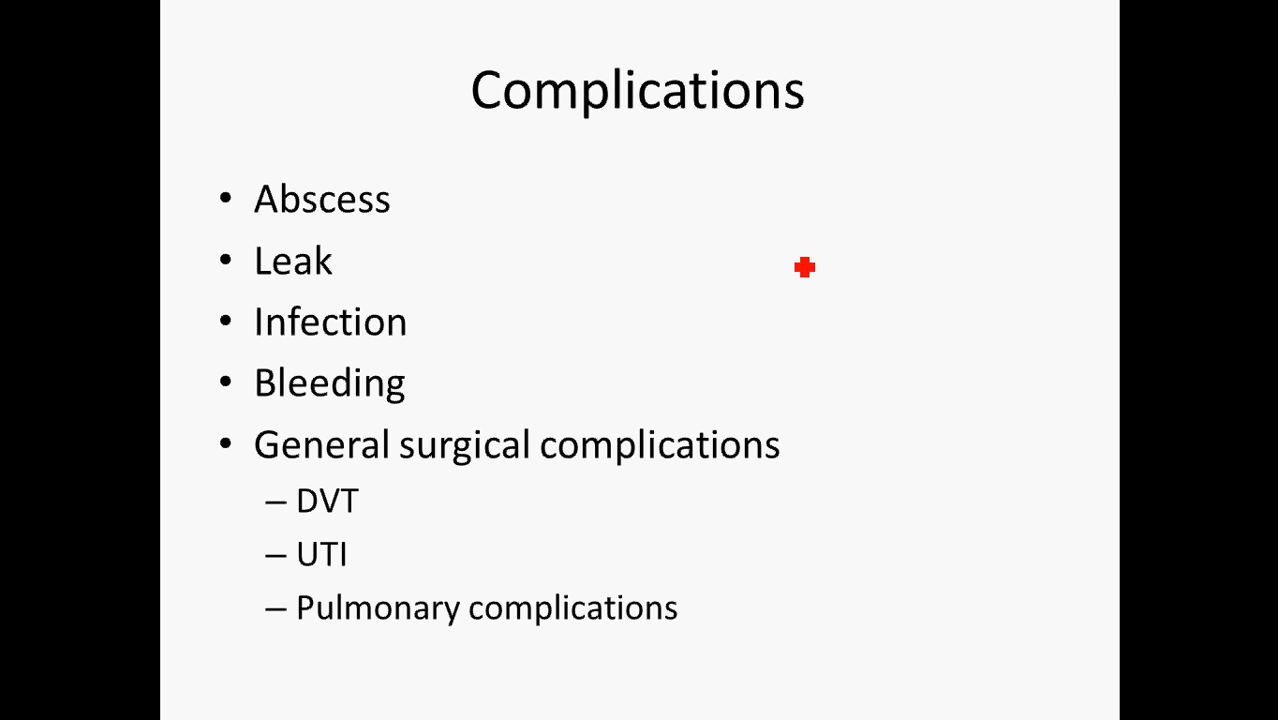 Complications
• Abscess
• Leak
• Infection
• Bleeding
• General surgical complications
– DVT
– UTI
– Pulmonary complications